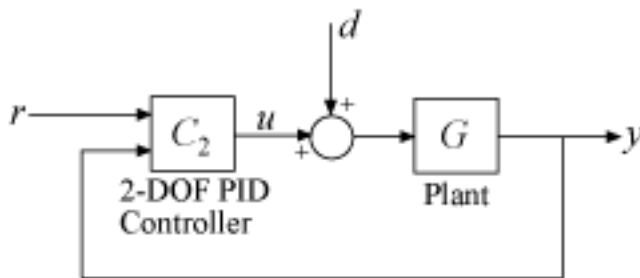 d
r
C2
u
+
+
G
y
2-DOF PID
Controller
Plant